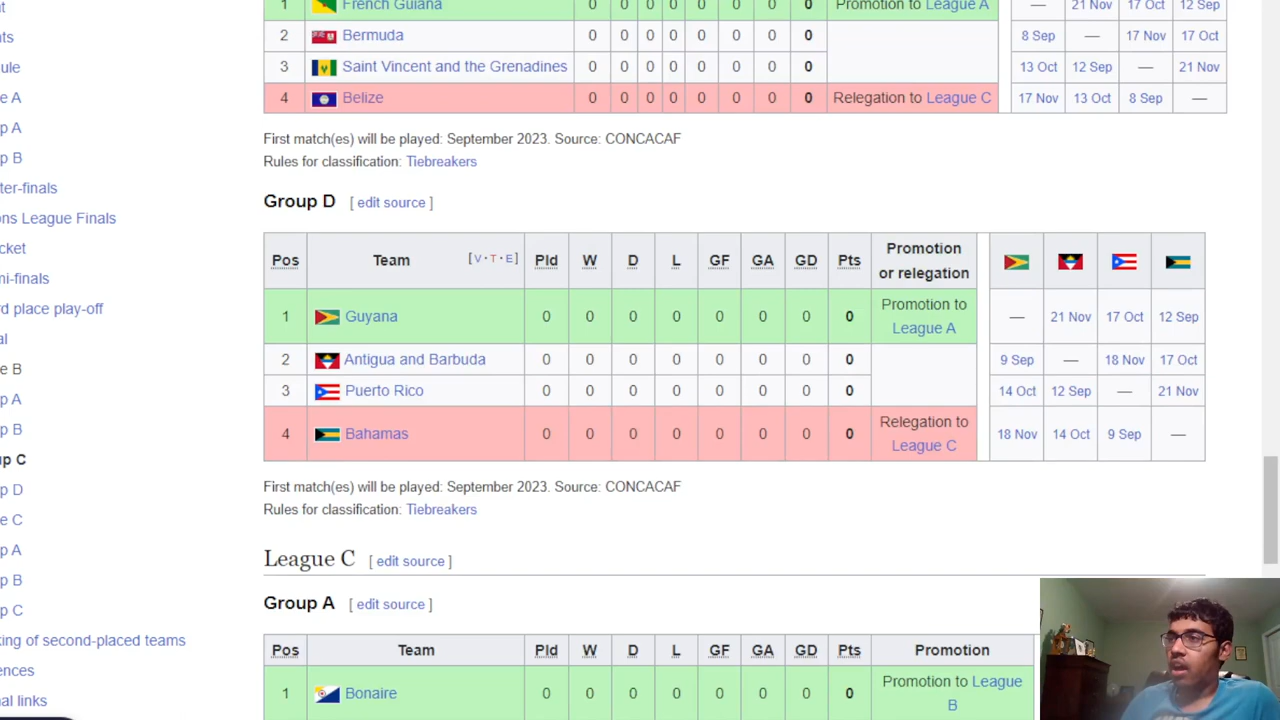 1 French Guiana 0 0 0 0 0 0 0 0 Promotion to League A — 21 Nov 17 Oct 12 Sep
2 Bermuda 0 0 0 0 0 0 0 0 8 Sep — 17 Nov 17 Oct
3 Saint Vincent and the Grenadines 0 0 0 0 0 0 0 0 13 Oct 12 Sep — 21 Nov
4 Belize 0 0 0 0 0 0 0 0 Relegation to League C 17 Nov 13 Oct 8 Sep —
First match(es) will be played: September 2023. Source: CONCACAF
Rules for classification: Tiebreakers
Group D [ edit source ]
Pos Team [V·T·E] Pld W D L GF GA GD Pts Promotion
or relegation
1 Guyana 0 0 0 0 0 0 0 0 Promotion to
League A — 21 Nov 17 Oct 12 Sep
2 Antigua and Barbuda 0 0 0 0 0 0 0 0 9 Sep — 18 Nov 17 Oct
3 Puerto Rico 0 0 0 0 0 0 0 0 14 Oct 12 Sep — 21 Nov
4 Bahamas 0 0 0 0 0 0 0 0 Relegation to
League C 18 Nov 14 Oct 9 Sep —
First match(es) will be played: September 2023. Source: CONCACAF
Rules for classification: Tiebreakers
League C [ edit source ]
Group A [ edit source ]
Pos Team Pld W D L GF GA GD Pts Promotion
1 Bonaire 0 0 0 0 0 0 0 0 Promotion to League
B
t
nts
ule
e A
p A
p B
ter-finals
ons League Finals
cket
mi-finals
rd place play-off
al
e B
p A
p B
up C
p D
e C
p A
p B
p C
king of second-placed teams
ences
nal links